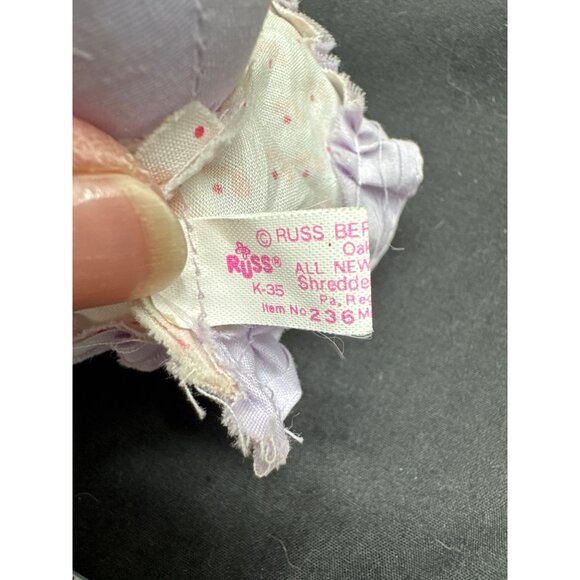 © RUSS BER
Oak
RUSS® ALL NEW
K-35 Shredde
Pa, Reg
Item No 236 M